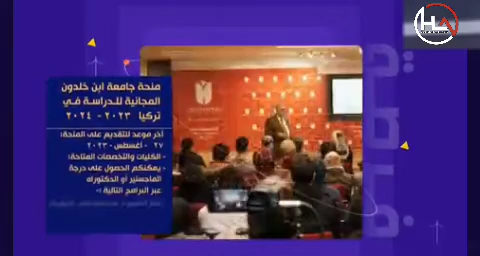 منحة جامعة ابن خلدون
المجانية للدراسة في
تركيا ٢٠٢٣ - ٢٠٢٤
آخر موعد للتقديم على المنحة:
٢٧ - أغسطس - ٢٠٢٣
- الكليات والتخصصات المتاحة:
- يمكنكم الحصول على درجة
الماجستير أو الدكتوراه
عبر البرامج التالية :-